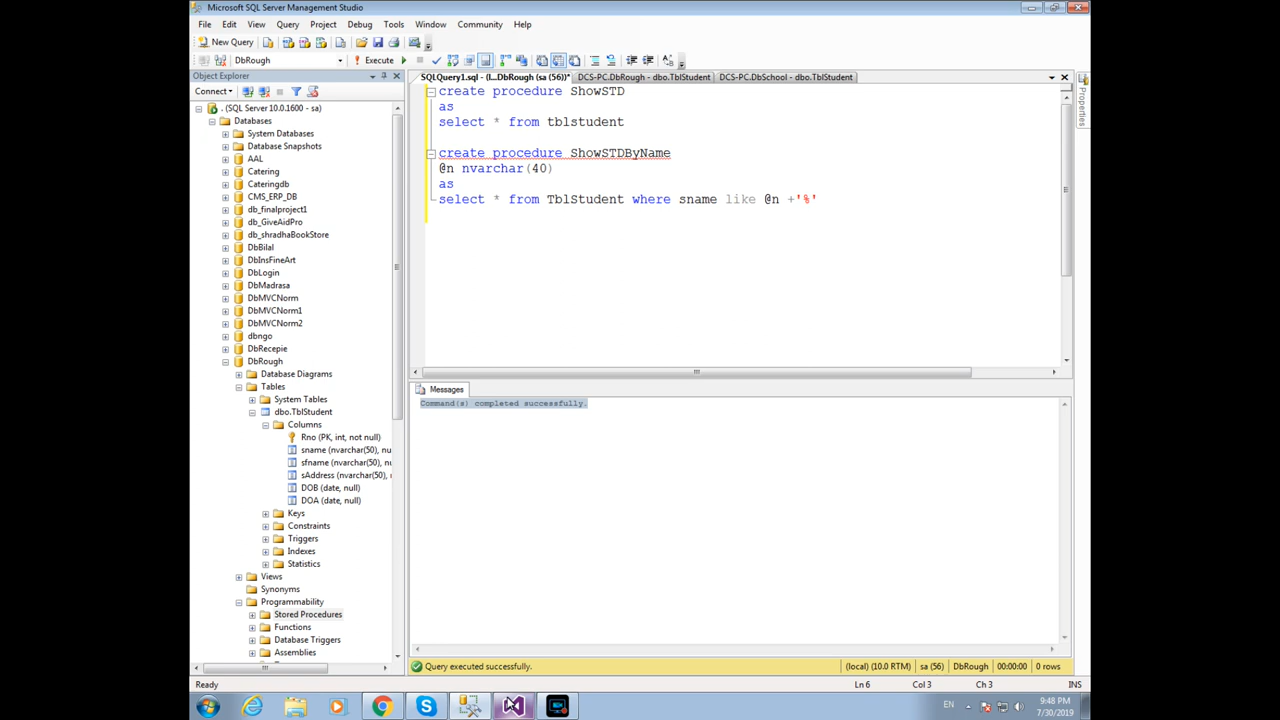 Microsoft SQL Server Management Studio
File Edit View Query Project Debug Tools Window Community Help
New Query
DbRough Execute
Object Explorer
SQLQuery1.sql - (l...DbRough (sa (56))* DCS-PC.DbRough - dbo.TblStudent DCS-PC.DbSchool - dbo.TblStudent
Properties
Connect
. (SQL Server 10.0.1600 - sa)
Databases
System Databases
Database Snapshots
AAL
Catering
Cateringdb
CMS_ERP_DB
db_finalproject1
db_GiveAidPro
db_shradhaBookStore
DbBilal
DbInsFineArt
DbLogin
DbMadrasa
DbMVCNorm
DbMVCNorm1
DbMVCNorm2
dbngo
DbRecepie
DbRough
Database Diagrams
Tables
System Tables
dbo.TblStudent
Columns
Rno (PK, int, not null)
sname (nvarchar(50), nu
sfname (nvarchar(50), nu
sAddress (nvarchar(50), 
DOB (date, null)
DOA (date, null)
Keys
Constraints
Triggers
Indexes
Statistics
Views
Synonyms
Programmability
Stored Procedures
Functions
Database Triggers
Assemblies
create procedure ShowSTD
as
select * from tblstudent
create procedure ShowSTDByName
@n nvarchar(40)
as
select * from TblStudent where sname like @n +'%'
Messages
Command(s) completed successfully.
Query executed successfully. (local) (10.0 RTM) sa (56) DbRough 00:00:00 0 rows
Ready Ln 6 Col 3 Ch 3 INS
EN 9:48 PM
7/30/2019